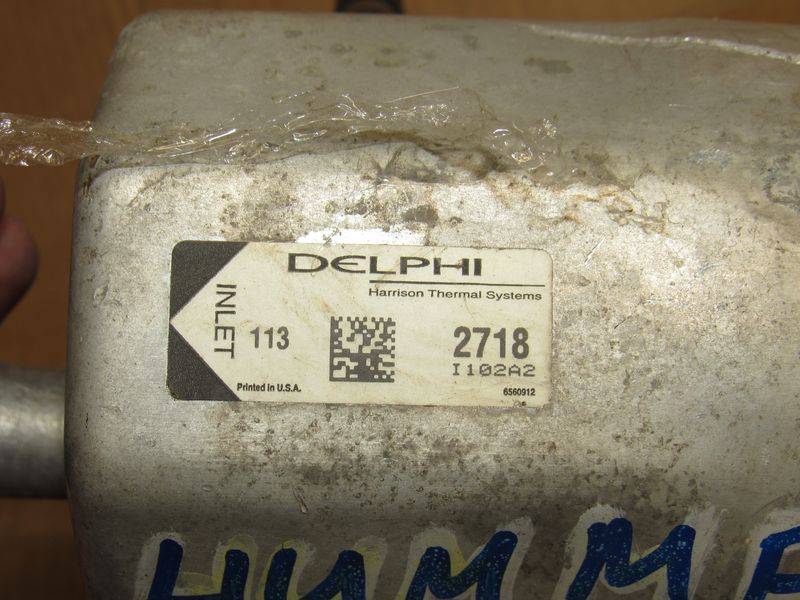 DELPHI
Harrison Thermal Systems
INLET
113
2718
I102A2
Printed in U.S.A.
6560912